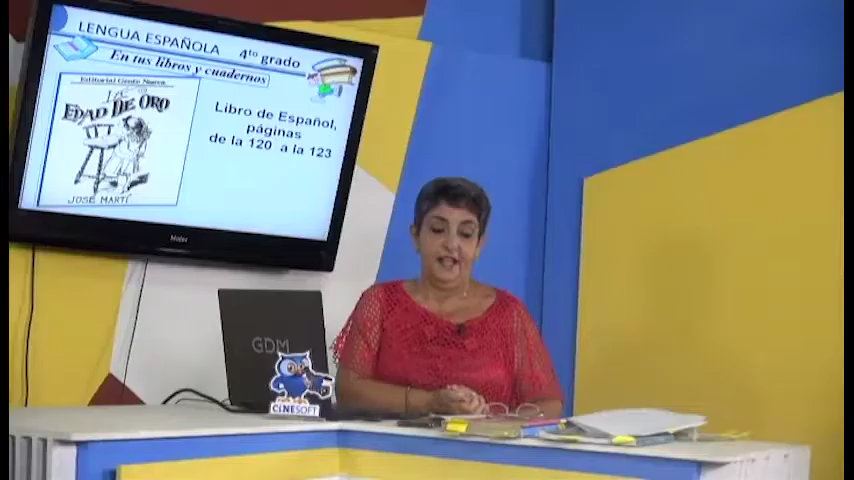 LENGUA ESPAÑOLA
4to grado
En tus libros y cuadernos
Editorial Gente Nueva
La
EDAD DE ORO
JOSÉ MARTÍ
Libro de Español,
páginas
de la 120 a la 123
Haier
GDM
CINESOFT